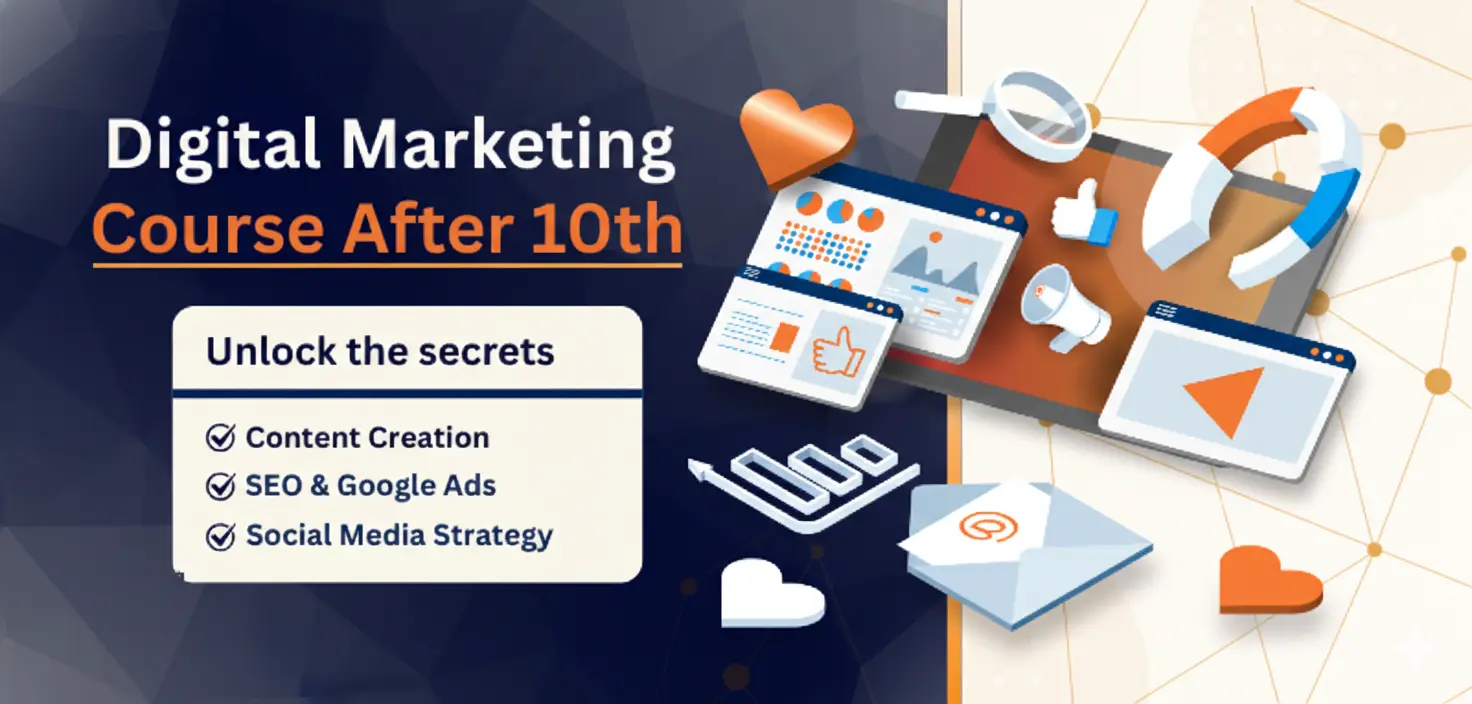 Digital Marketing
Course After 10th
Unlock the secrets
Content Creation
SEO & Google Ads
Social Media Strategy
@